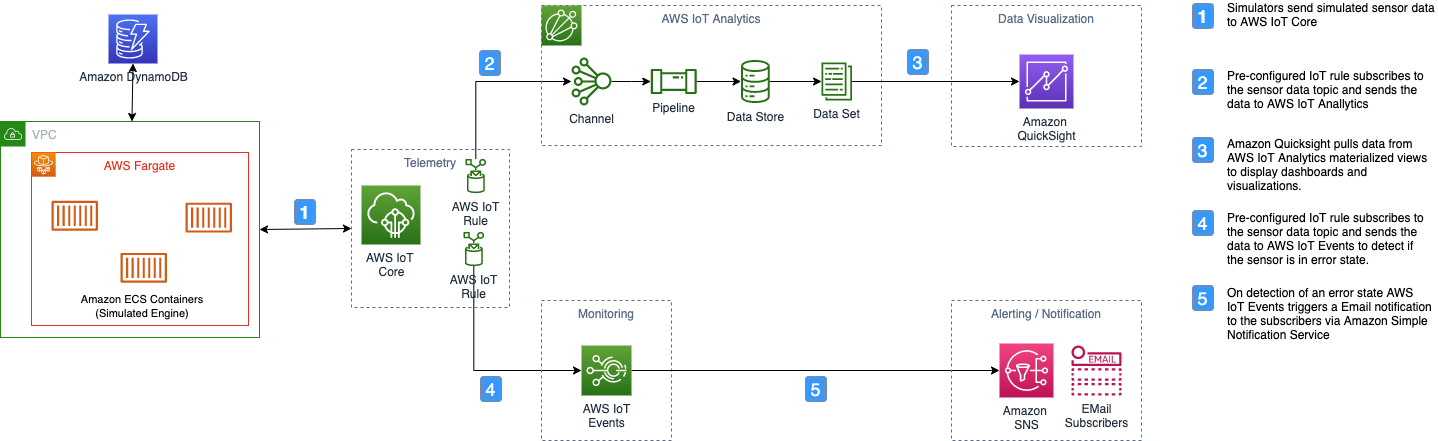 Amazon DynamoDB
VPC
AWS Fargate
Amazon ECS Containers
(Simulated Engine)
1
Telemetry
AWS IoT
Core
AWS IoT
Rule
AWS IoT
Rule
2
AWS IoT Analytics
Channel
Pipeline
Data Store
Data Set
3
Data Visualization
Amazon
QuickSight
4
Monitoring
AWS IoT
Events
5
Alerting / Notification
Amazon
SNS
EMAIL
EMail
Subscribers
1
Simulators send simulated sensor data
to AWS IoT Core
2
Pre-configured IoT rule subscribes to
the sensor data topic and sends the
data to AWS IoT Anallytics
3
Amazon Quicksight pulls data from
AWS IoT Analytics materialized views
to display dashboards and
visualizations.
4
Pre-configured IoT rule subscribes to
the sensor data topic and sends the
data to AWS IoT Events to detect if
the sensor is in error state.
5
On detection of an error state AWS
IoT Events triggers a Email notification
to the subscribers via Amazon Simple
Notification Service